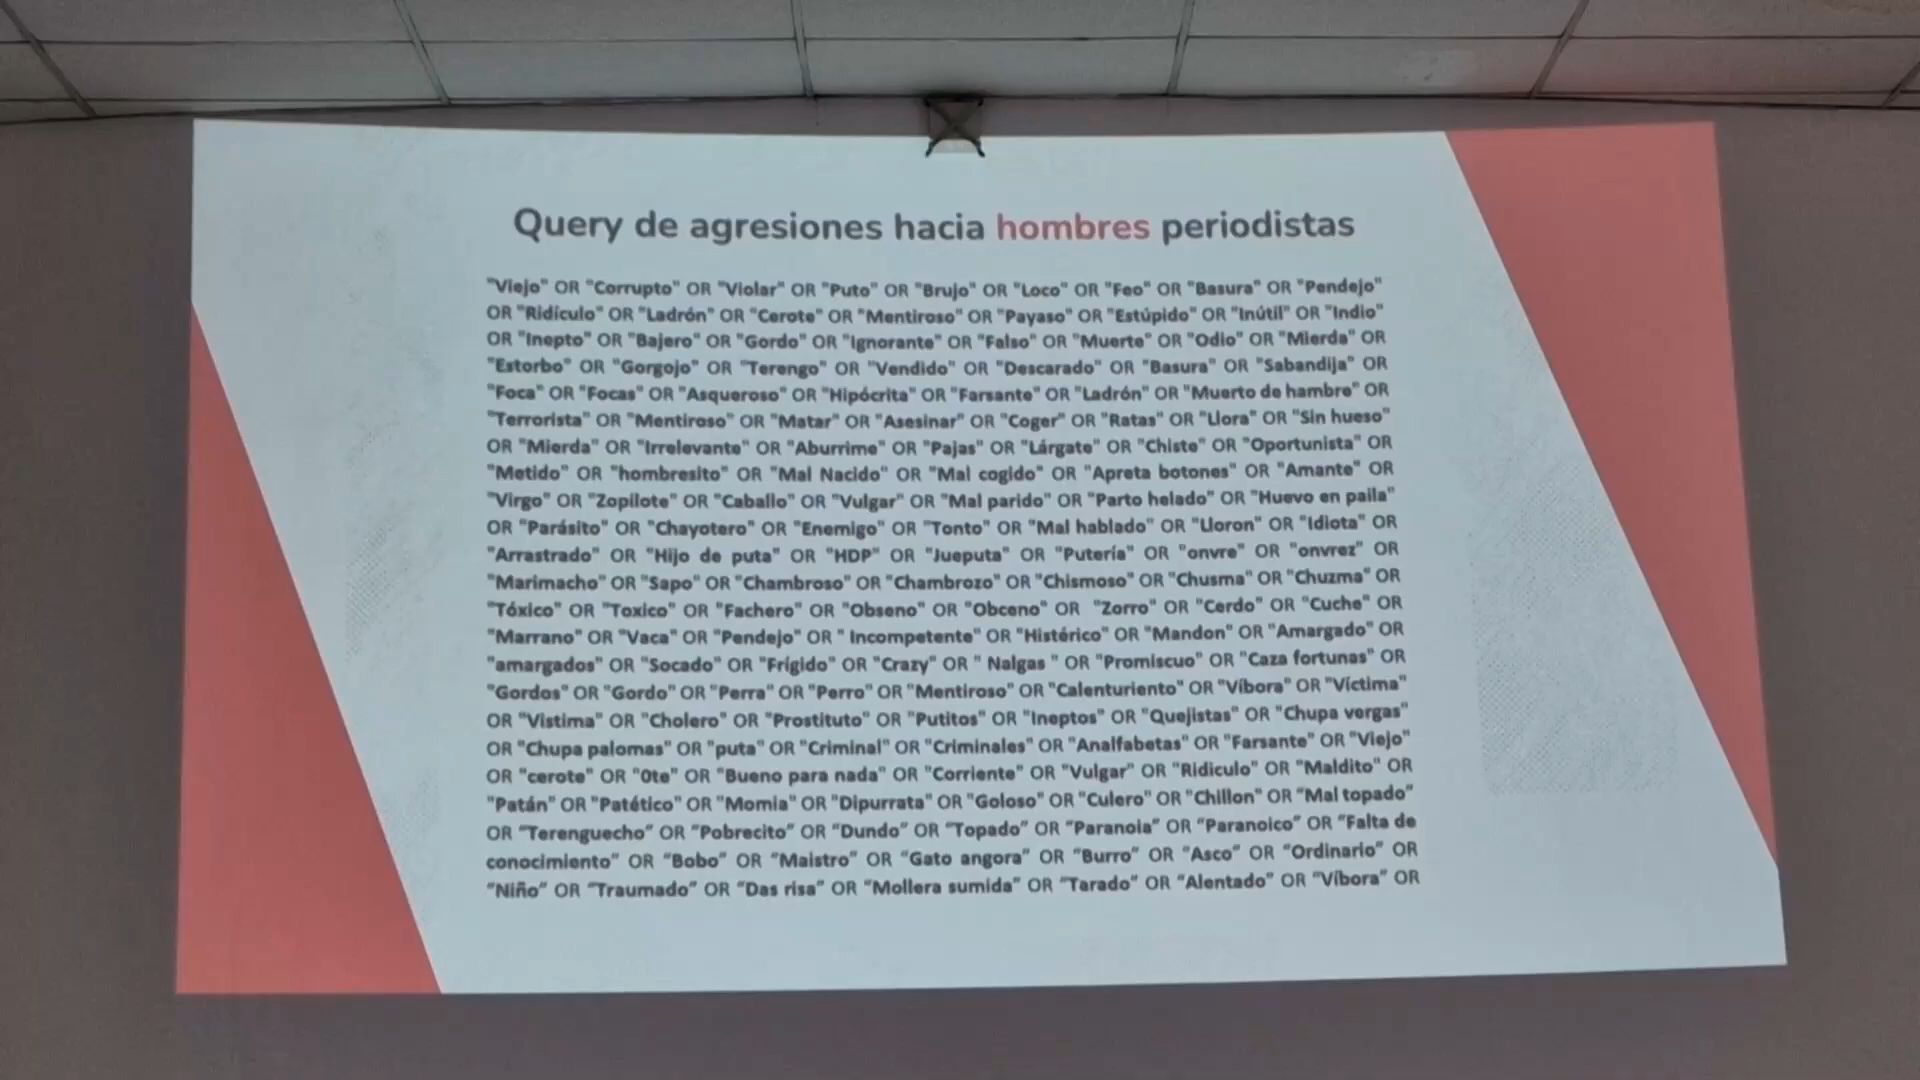 Query de agresiones hacia hombres periodistas
"Viejo" OR "Corrupto" OR "Violar" OR "Puto" OR "Brujo" OR "Loco" OR "Feo" OR "Basura" OR "Pendejo"
OR "Ridículo" OR "Ladrón" OR "Cerote" OR "Mentiroso" OR "Payaso" OR "Estúpido" OR "Inútil" OR "Indio"
OR "Inepto" OR "Bajero" OR "Gordo" OR "Ignorante" OR "Falso" OR "Muerte" OR "Odio" OR "Mierda" OR
"Estorbo" OR "Gorgojo" OR "Terengo" OR "Vendido" OR "Descarado" OR "Basura" OR "Sabandija" OR
"Foca" OR "Focas" OR "Asqueroso" OR "Hipócrita" OR "Farsante" OR "Ladrón" OR "Muerto de hambre" OR
"Terrorista" OR "Mentiroso" OR "Matar" OR "Asesinar" OR "Coger" OR "Ratas" OR "Llora" OR "Sin hueso"
OR "Mierda" OR "Irrelevante" OR "Aburrime" OR "Pajas" OR "Lárgate" OR "Chiste" OR "Oportunista" OR
"Metido" OR "hombresito" OR "Mal Nacido" OR "Mal cogido" OR "Apreta botones" OR "Amante" OR
"Virgo" OR "Zopilote" OR "Caballo" OR "Vulgar" OR "Mal parido" OR "Parto helado" OR "Huevo en paila"
OR "Parásito" OR "Chayotero" OR "Enemigo" OR "Tonto" OR "Mal hablado" OR "Lloron" OR "Idiota" OR
"Arrastrado" OR "Hijo de puta" OR "HDP" OR "Jueputa" OR "Putería" OR "onvre" OR "onvrez" OR
"Marimacho" OR "Sapo" OR "Chambroso" OR "Chambrozo" OR "Chismoso" OR "Chusma" OR "Chuzma" OR
"Tóxico" OR "Toxico" OR "Fachero" OR "Obseno" OR "Obceno" OR "Zorro" OR "Cerdo" OR "Cuche" OR
"Marrano" OR "Vaca" OR "Pendejo" OR " Incompetente" OR "Histérico" OR "Mandon" OR "Amargado" OR
"amargados" OR "Socado" OR "Frígido" OR "Crazy" OR " Nalgas " OR "Promiscuo" OR "Caza fortunas" OR
"Gordos" OR "Gordo" OR "Perra" OR "Perro" OR "Mentiroso" OR "Calenturiento" OR "Víbora" OR "Víctima"
OR "Vistima" OR "Cholero" OR "Prostituto" OR "Putitos" OR "Ineptos" OR "Quejistas" OR "Chupa vergas"
OR "Chupa palomas" OR "puta" OR "Criminal" OR "Criminales" OR "Analfabetas" OR "Farsante" OR "Viejo"
OR "cerote" OR "0te" OR "Bueno para nada" OR "Corriente" OR "Vulgar" OR "Ridiculo" OR "Maldito" OR
"Patán" OR "Patético" OR "Momia" OR "Dipurrata" OR "Goloso" OR "Culero" OR "Chillon" OR "Mal topado"
OR "Terenguecho" OR "Pobrecito" OR "Dundo" OR "Topado" OR "Paranoia" OR "Paranoico" OR "Falta de
conocimiento" OR "Bobo" OR "Maistro" OR "Gato angora" OR "Burro" OR "Asco" OR "Ordinario" OR
"Niño" OR "Traumado" OR "Das risa" OR "Mollera sumida" OR "Tarado" OR "Alentado" OR "Víbora" OR